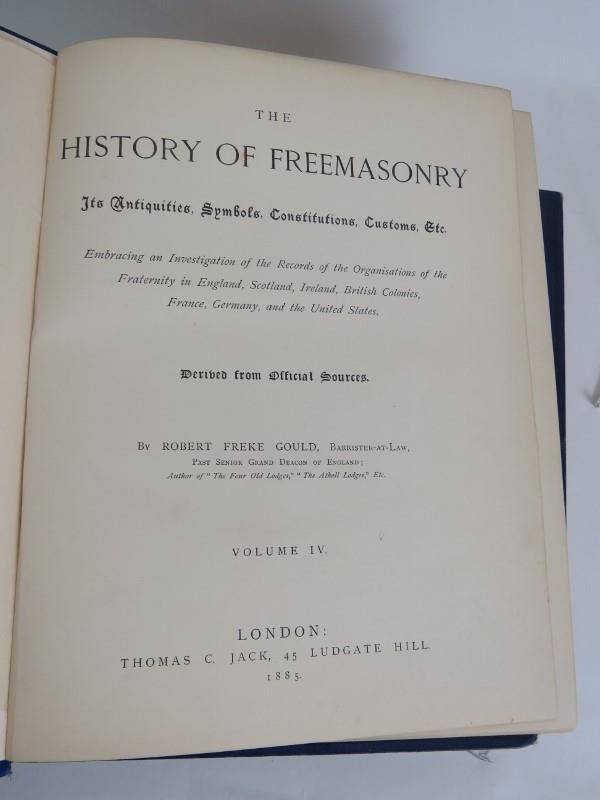 THE
HISTORY OF FREEMASONRY
Its Antiquities, Symbols, Constitutions, Customs, Etc.
Embracing an Investigation of the Records of the Organisations of the
Fraternity in England, Scotland, Ireland, British Colonies,
France, Germany, and the United States.
Derived from Official Sources.
By ROBERT FREKE GOULD, Barrister-at-Law,
Past Senior Grand Deacon of England;
Author of "The Four Old Lodges," "The Atholl Lodges," Etc.
VOLUME IV.
LONDON:
THOMAS C. JACK, 45 LUDGATE HILL.
1885.